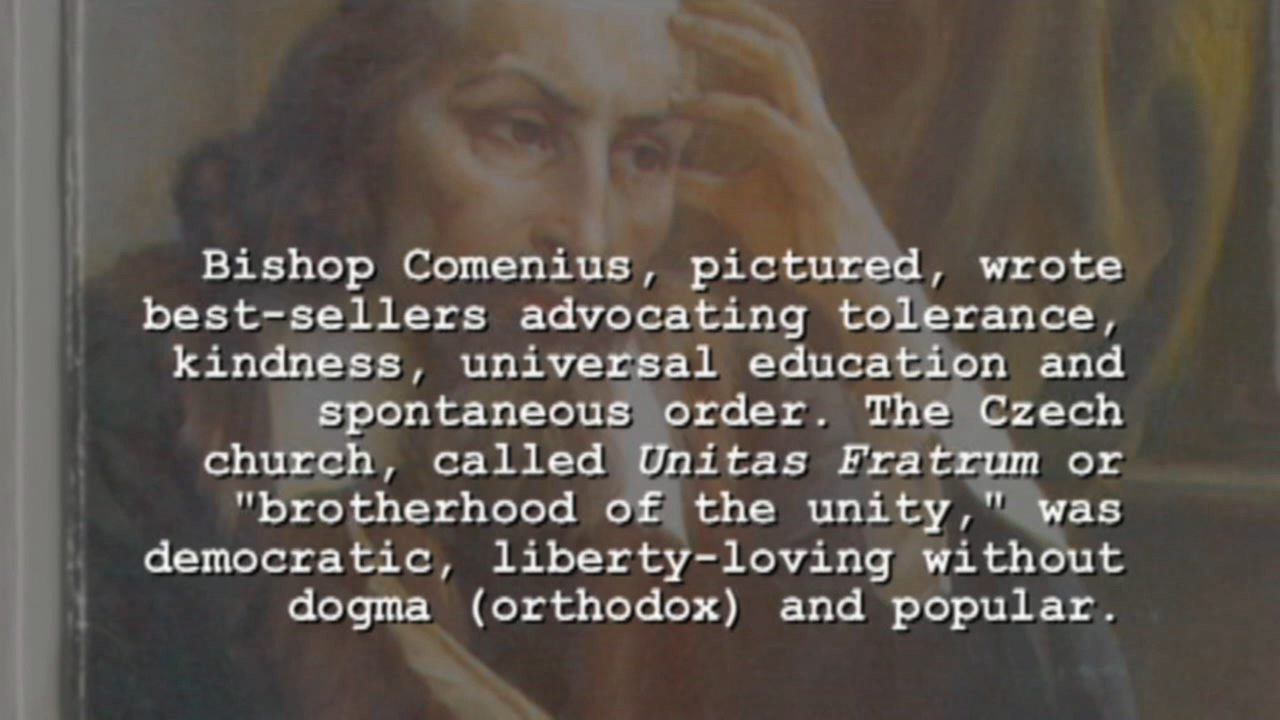 Bishop Comenius, pictured, wrote
best-sellers advocating tolerance,
kindness, universal education and
spontaneous order. The Czech
church, called Unitas Fratrum or
"brotherhood of the unity," was
democratic, liberty-loving without
dogma (orthodox) and popular.